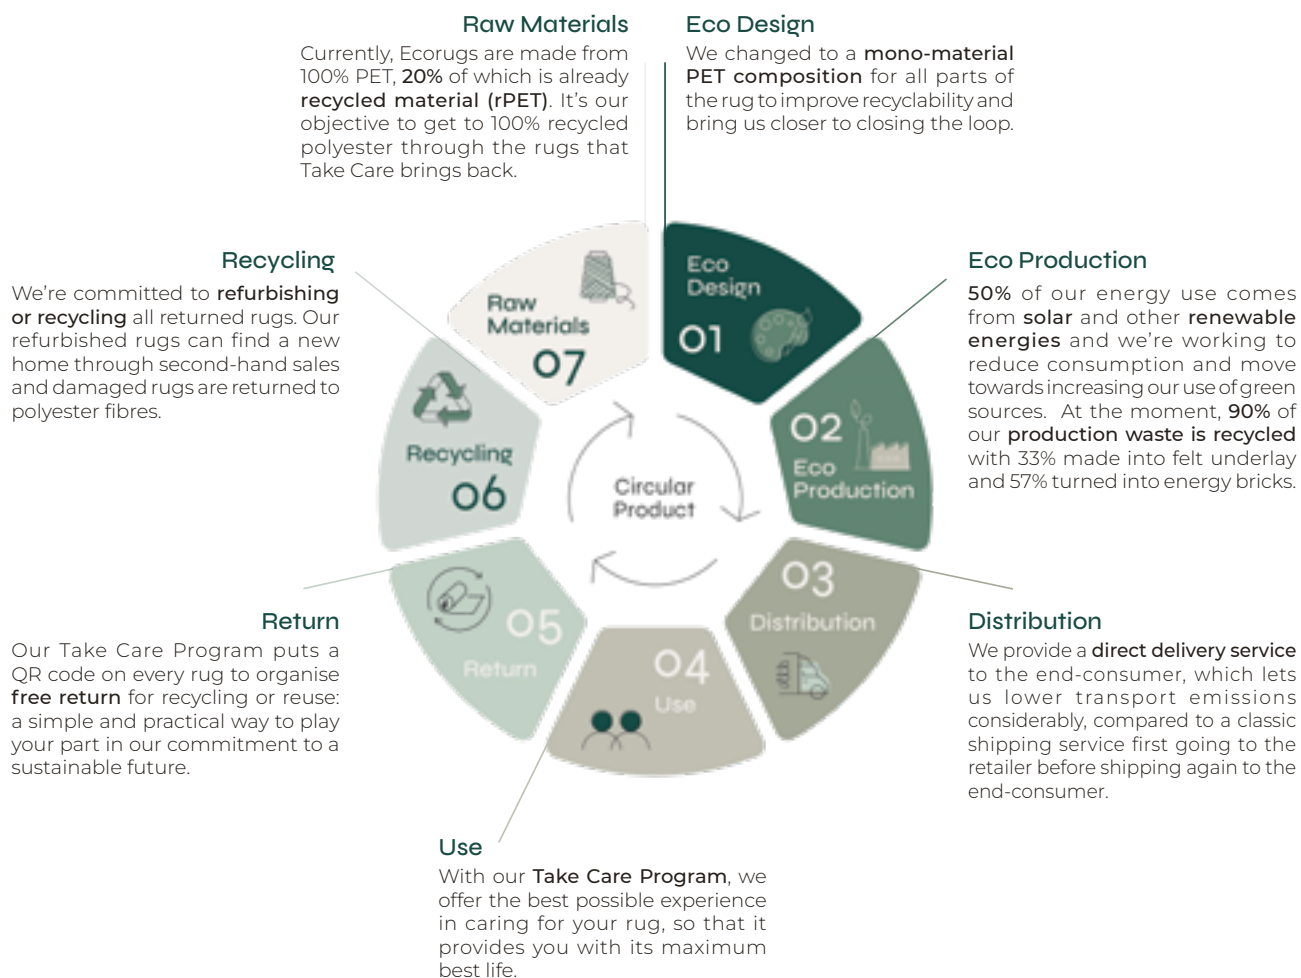 Raw Materials
Currently, Ecorugs are made from
100% PET, 20% of which is already
recycled material (rPET). It's our
objective to get to 100% recycled
polyester through the rugs that
Take Care brings back.
Eco Design
We changed to a mono-material
PET composition for all parts of
the rug to improve recyclability and
bring us closer to closing the loop.
Recycling
We're committed to refurbishing
or recycling all returned rugs. Our
refurbished rugs can find a new
home through second-hand sales
and damaged rugs are returned to
polyester fibres.
Eco Production
50% of our energy use comes
from solar and other renewable
energies and we're working to
reduce consumption and move
towards increasing our use of green
sources. At the moment, 90% of
our production waste is recycled
with 33% made into felt underlay
and 57% turned into energy bricks.
Raw
Materials
07
Eco
Design
01
02
Eco
Production
Recycling
06
Circular
Product
03
Distribution
05
Return
04
Use
Return
Our Take Care Program puts a
QR code on every rug to organise
free return for recycling or reuse:
a simple and practical way to play
your part in our commitment to a
sustainable future.
Distribution
We provide a direct delivery service
to the end-consumer, which lets
us lower transport emissions
considerably, compared to a classic
shipping service first going to the
retailer before shipping again to the
end-consumer.
Use
With our Take Care Program, we
offer the best possible experience
in caring for your rug, so that it
provides you with its maximum
best life.